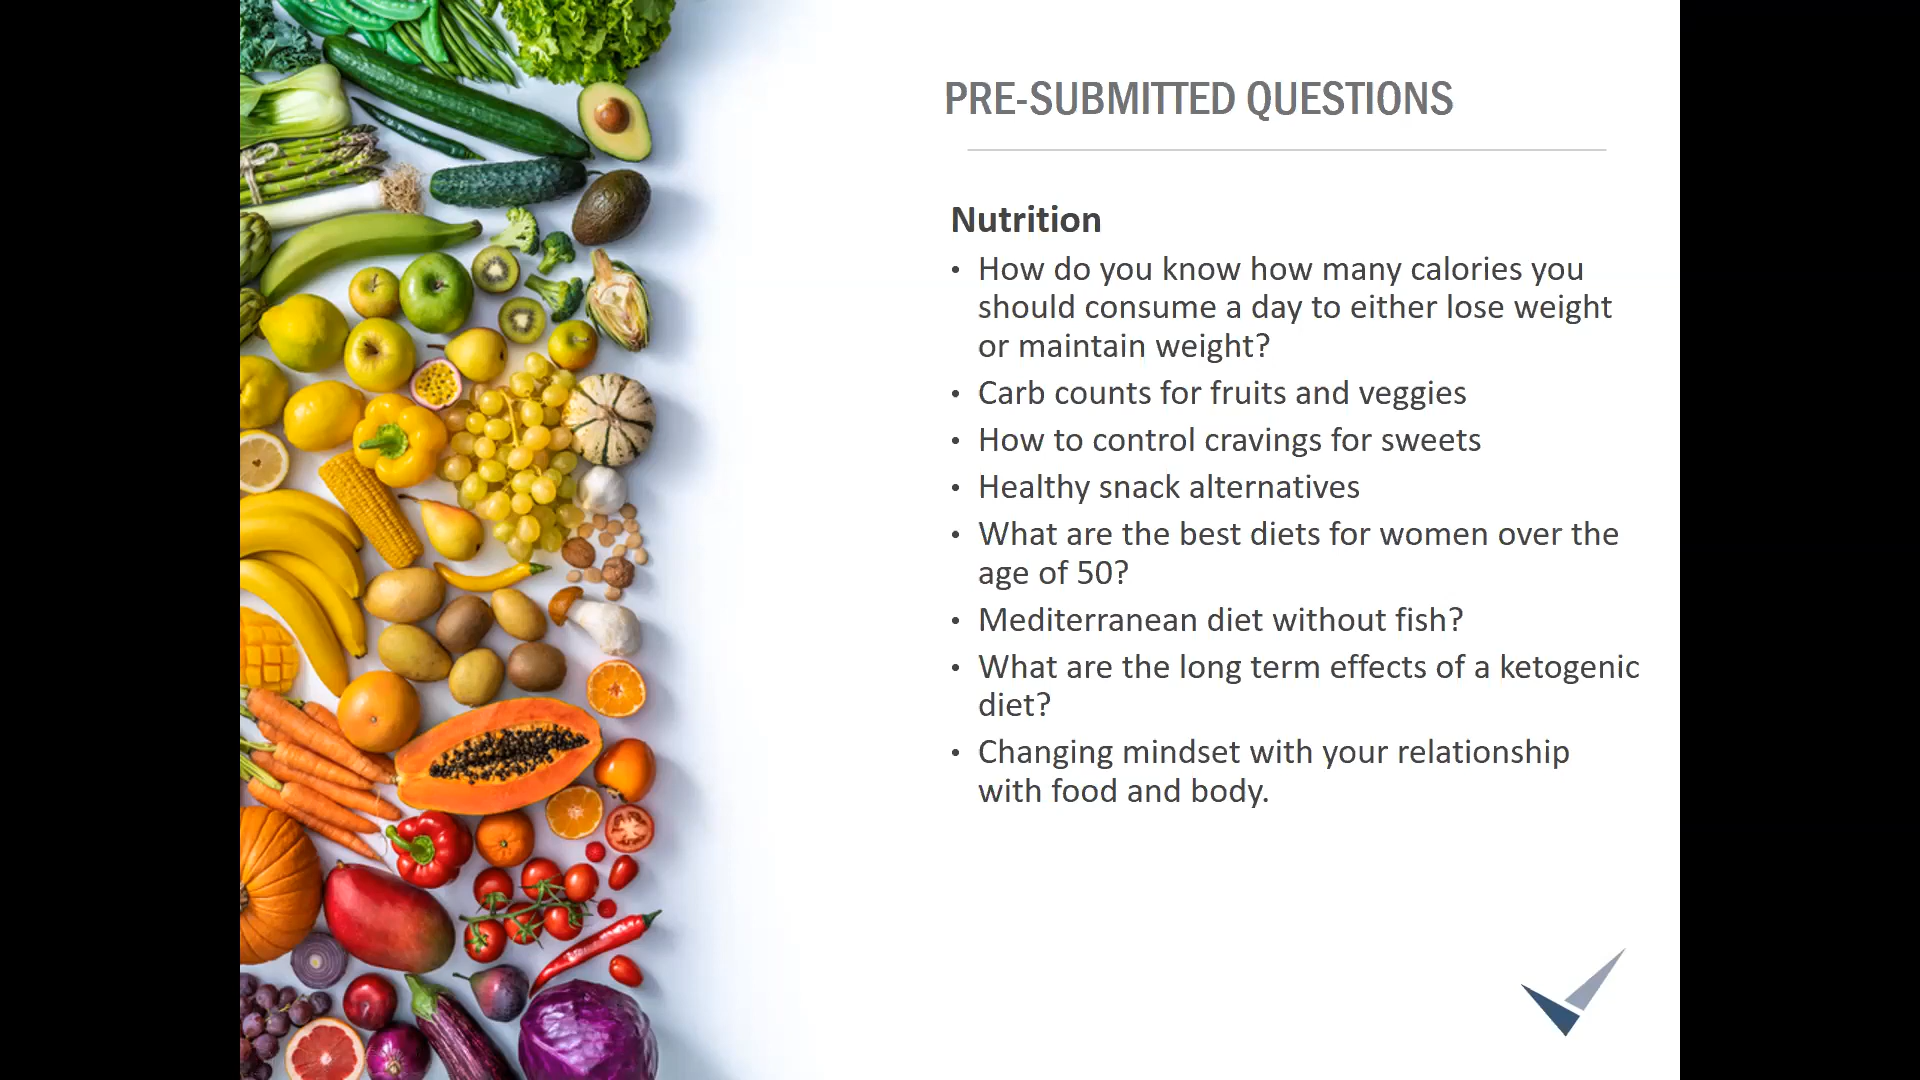 PRE-SUBMITTED QUESTIONS
Nutrition
• How do you know how many calories you
should consume a day to either lose weight
or maintain weight?
• Carb counts for fruits and veggies
• How to control cravings for sweets
• Healthy snack alternatives
• What are the best diets for women over the
age of 50?
• Mediterranean diet without fish?
• What are the long term effects of a ketogenic
diet?
• Changing mindset with your relationship
with food and body.